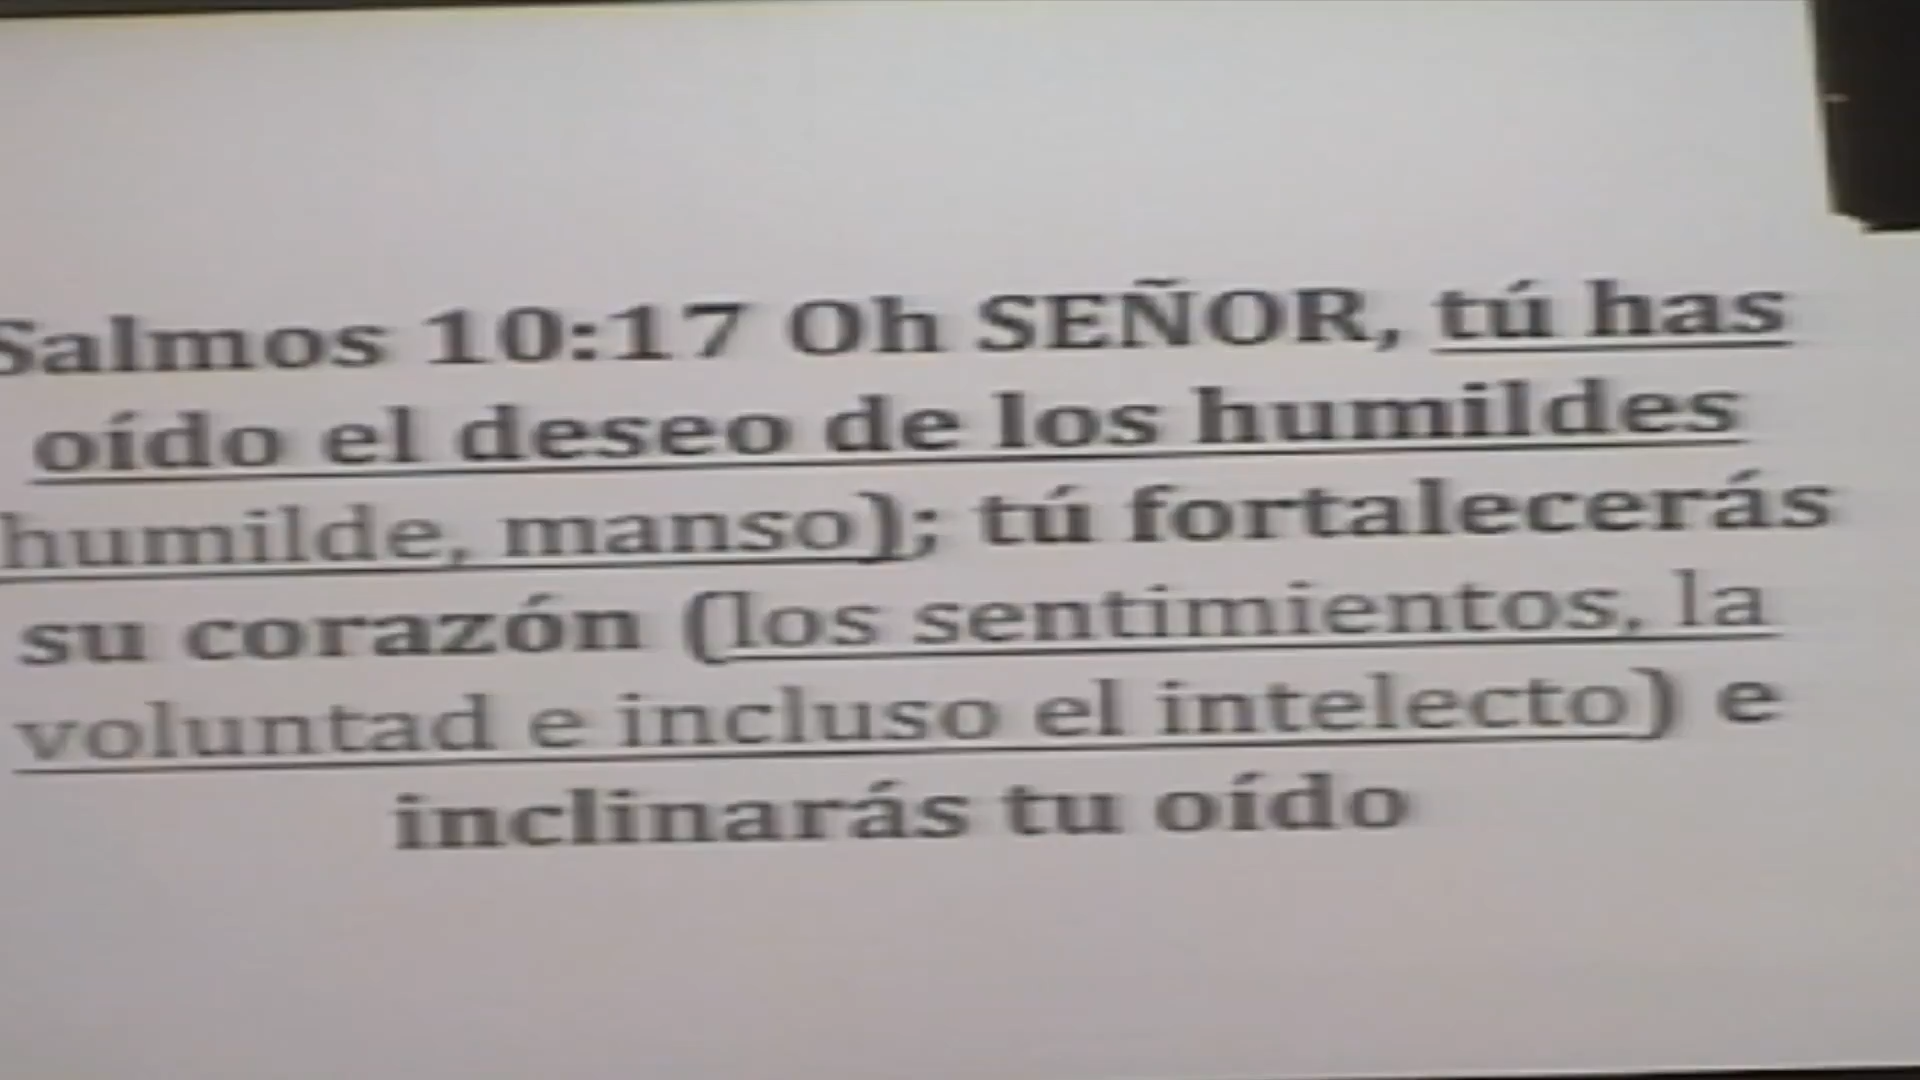 Salmos 10:17 Oh SEÑOR, tú has
oído el deseo de los humildes
humilde, manso); tú fortalecerás
su corazón (los sentimientos, la
voluntad e incluso el intelecto) e
inclinarás tu oído